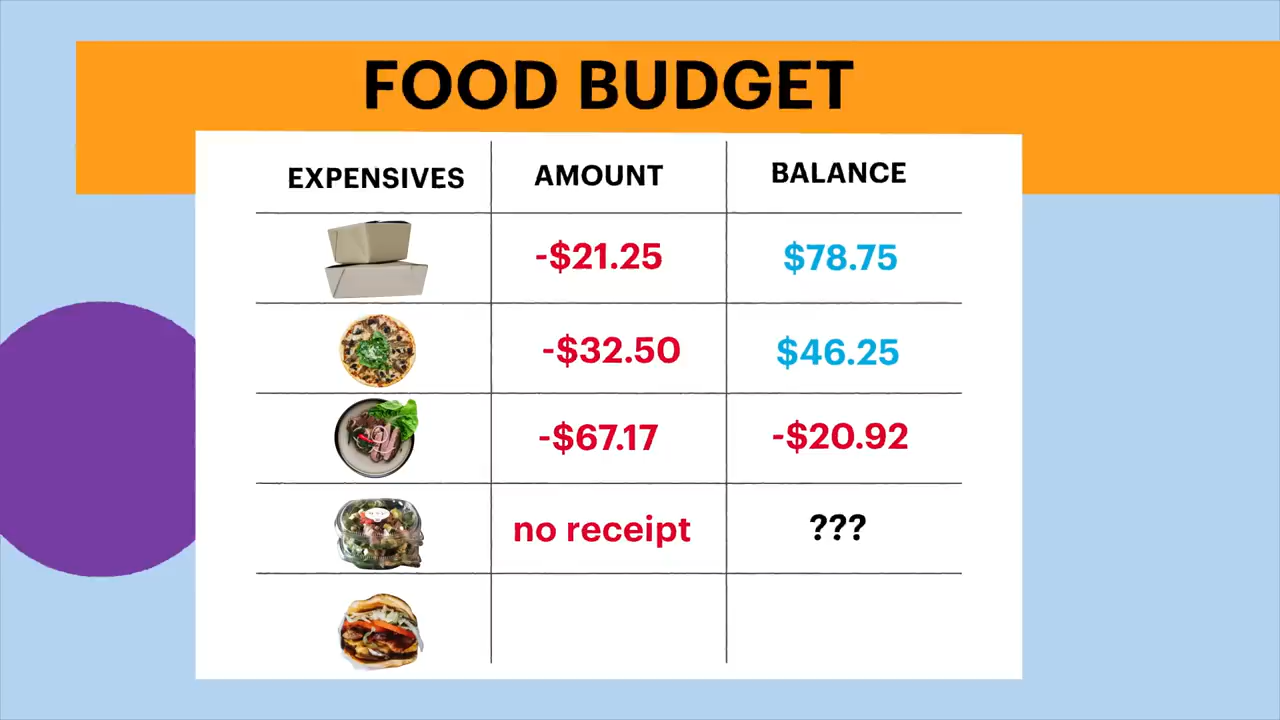 FOOD BUDGET
EXPENSIVES AMOUNT BALANCE
-$21.25 $78.75
-$32.50 $46.25
-$67.17 -$20.92
no receipt ???